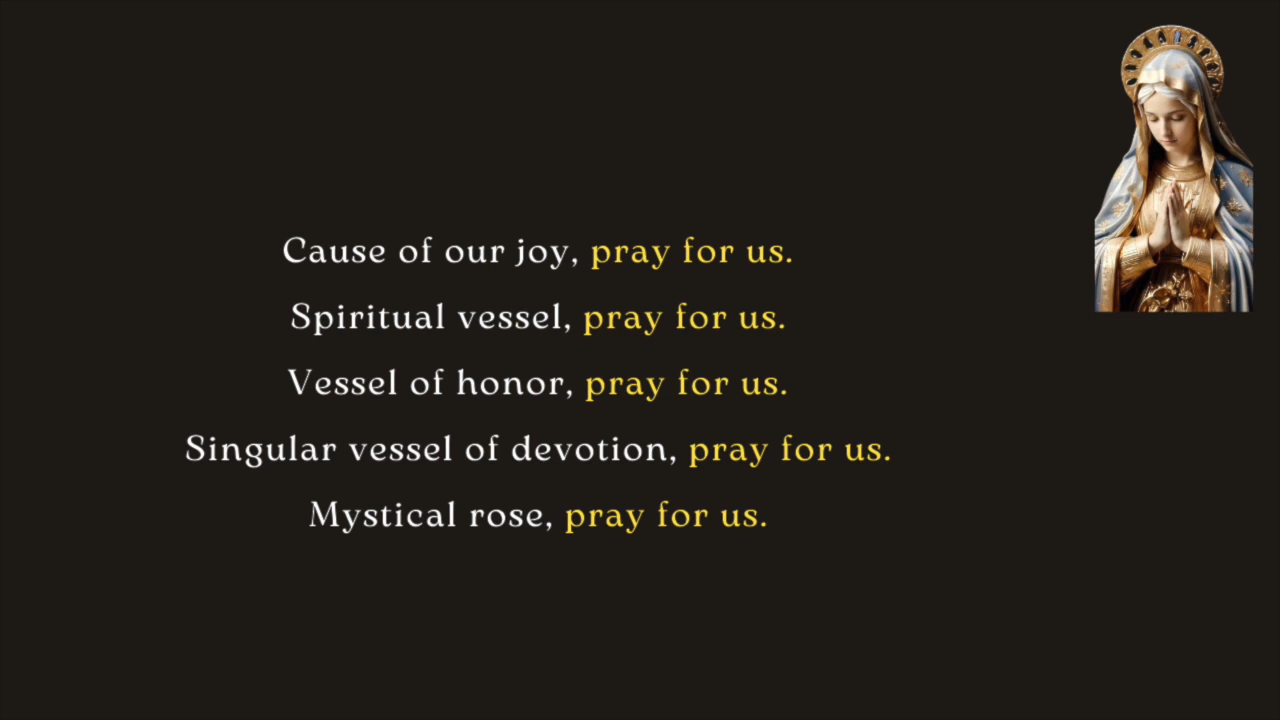 Cause of our joy, pray for us.
Spiritual vessel, pray for us.
Vessel of honor, pray for us.
Singular vessel of devotion, pray for us.
Mystical rose, pray for us.